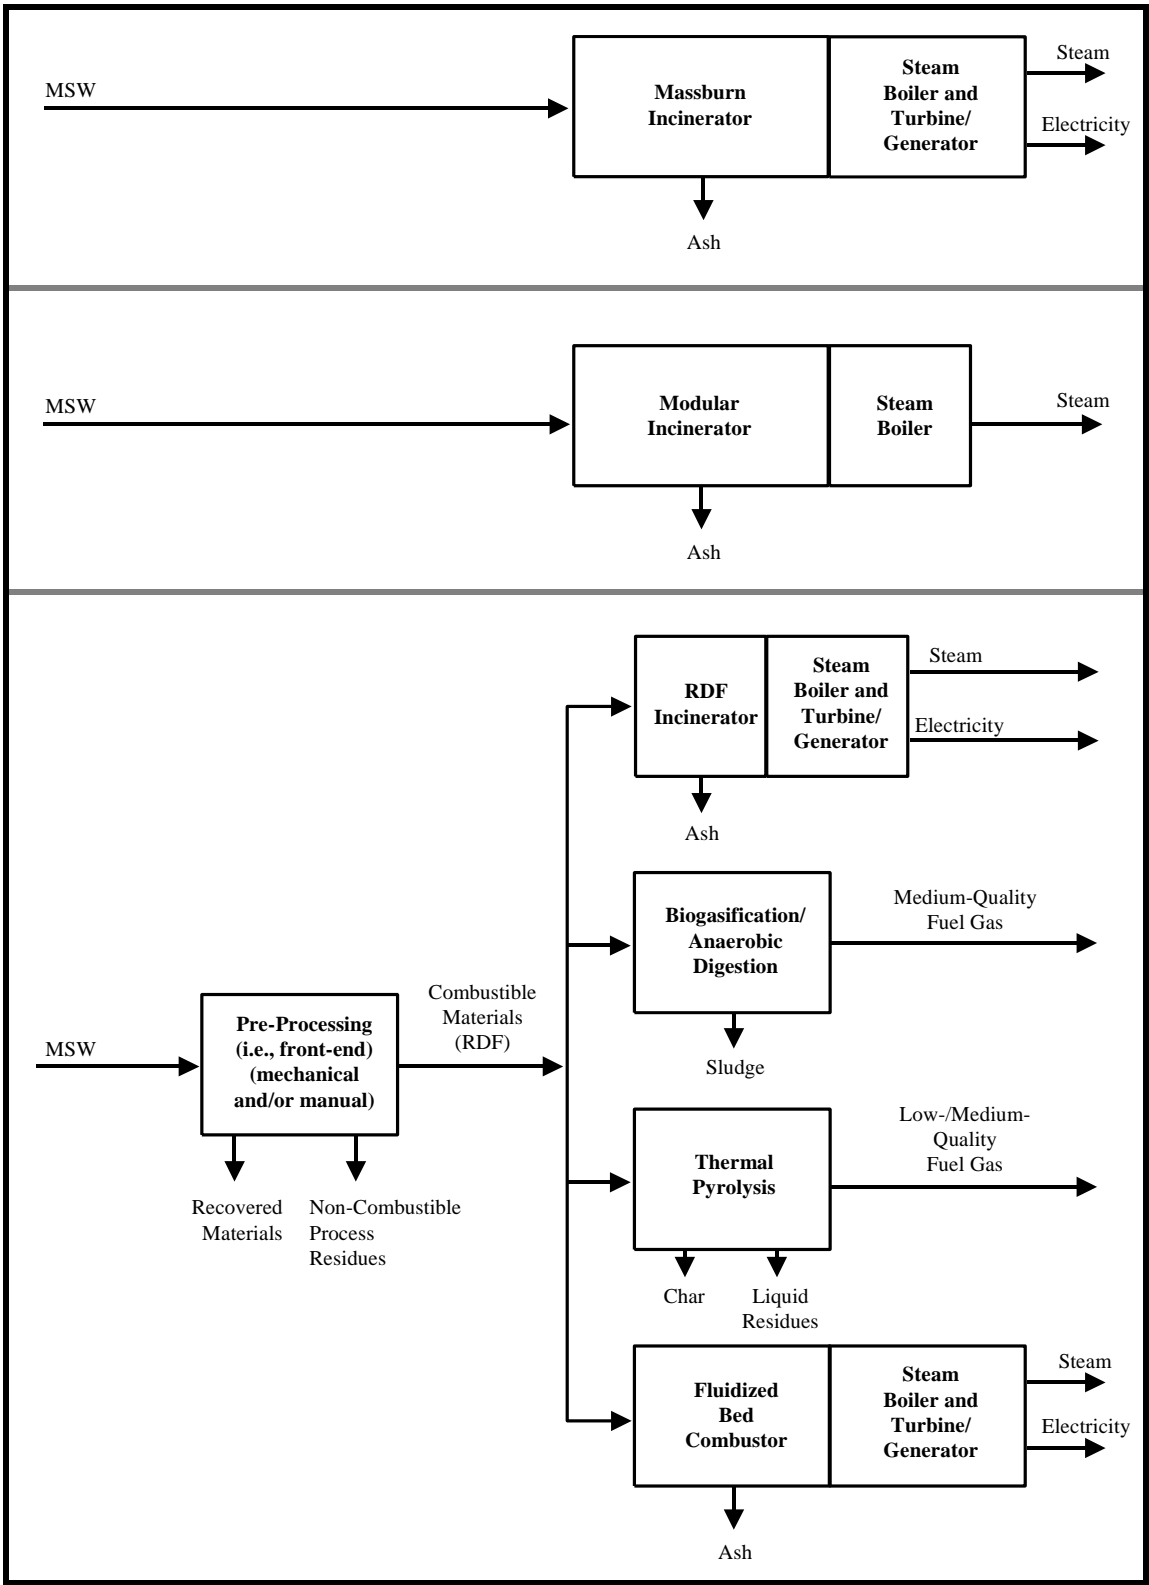 MSW
Massburn
Incinerator
Steam
Boiler and
Turbine/
Generator
Steam
Electricity
Ash
MSW
Modular
Incinerator
Steam
Boiler
Steam
Ash
RDF
Incinerator
Steam
Boiler and
Turbine/
Generator
Steam
Electricity
Ash
Biogasification/
Anaerobic
Digestion
Medium-Quality
Fuel Gas
Sludge
MSW
Pre-Processing
(i.e., front-end)
(mechanical
and/or manual)
Combustible
Materials
(RDF)
Recovered
Materials
Non-Combustible
Process
Residues
Thermal
Pyrolysis
Low-/Medium-
Quality
Fuel Gas
Char
Liquid
Residues
Fluidized
Bed
Combustor
Steam
Boiler and
Turbine/
Generator
Steam
Electricity
Ash